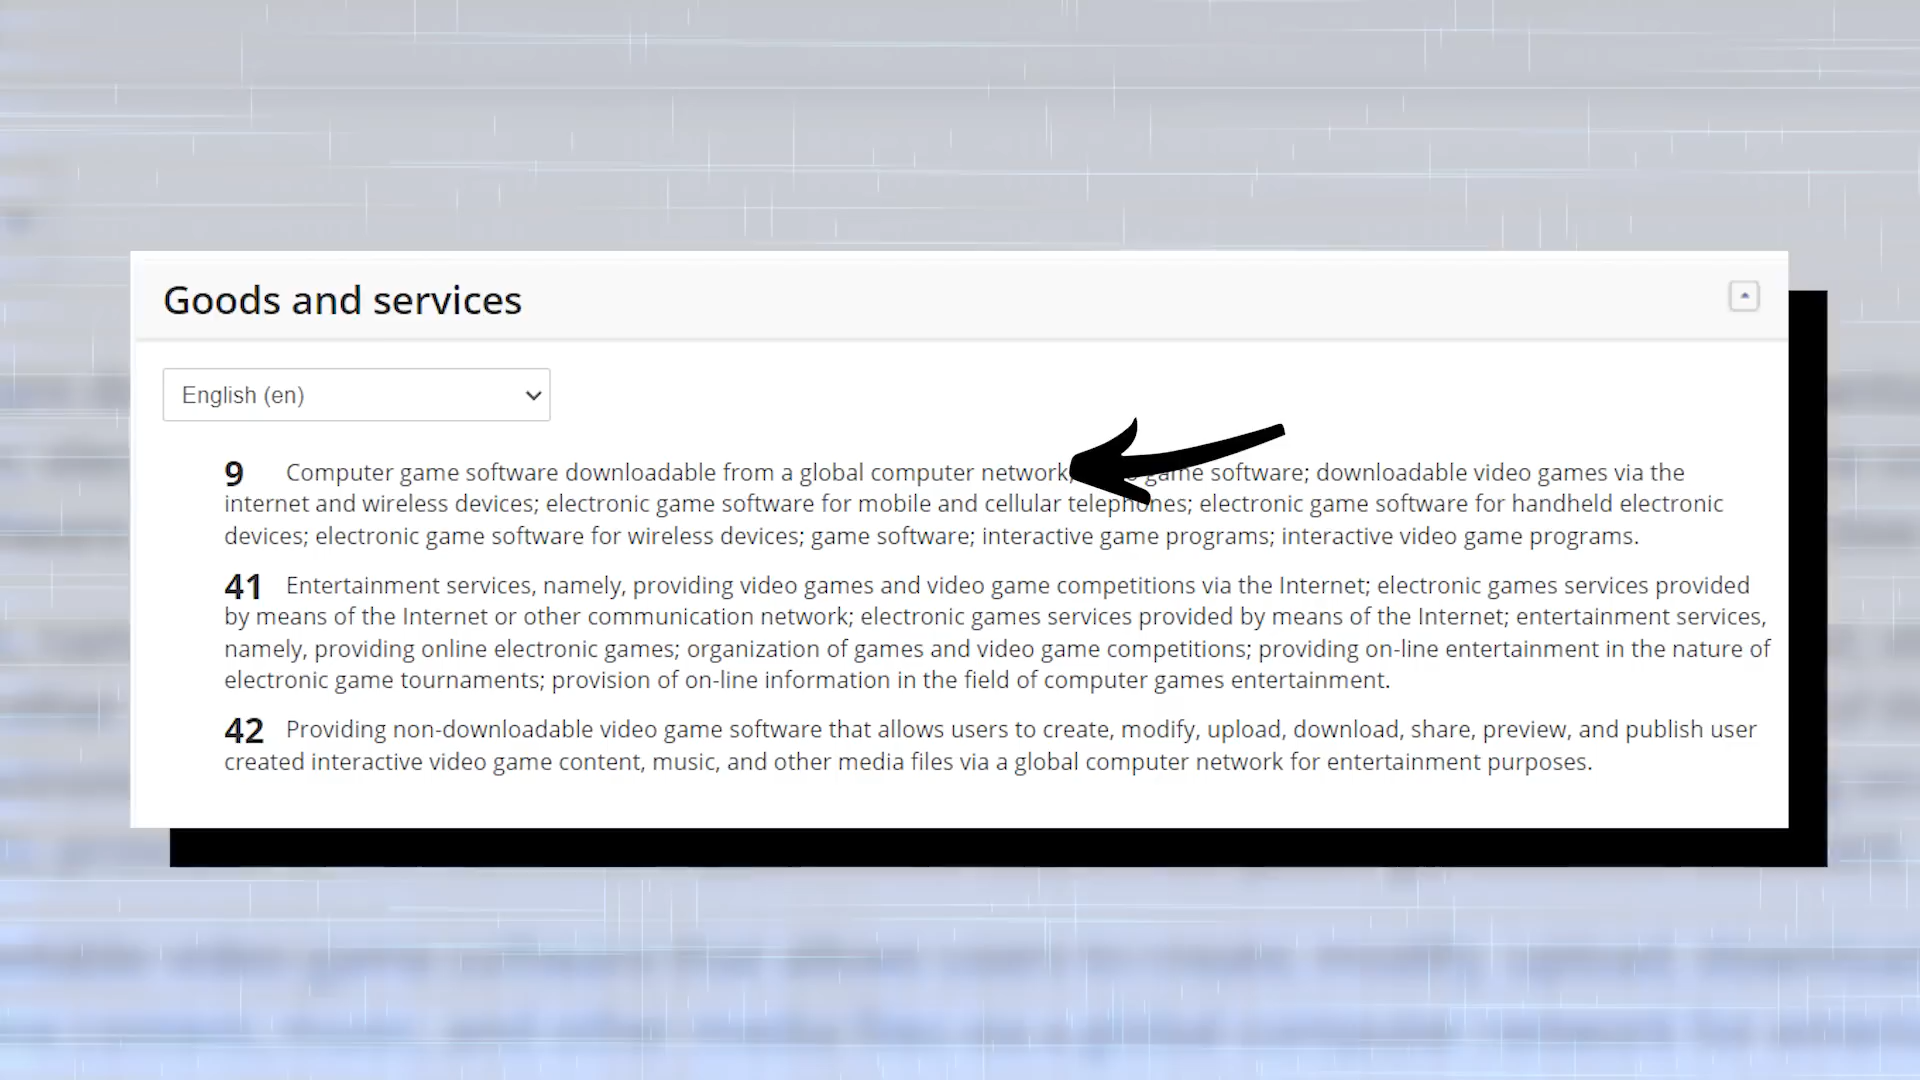 Goods and services
English (en)
9 Computer game software downloadable from a global computer network; game software; downloadable video games via the
internet and wireless devices; electronic game software for mobile and cellular telephones; electronic game software for handheld electronic
devices; electronic game software for wireless devices; game software; interactive game programs; interactive video game programs.
41 Entertainment services, namely, providing video games and video game competitions via the Internet; electronic games services provided
by means of the Internet or other communication network; electronic games services provided by means of the Internet; entertainment services,
namely, providing online electronic games; organization of games and video game competitions; providing on-line entertainment in the nature of
electronic game tournaments; provision of on-line information in the field of computer games entertainment.
42 Providing non-downloadable video game software that allows users to create, modify, upload, download, share, preview, and publish user
created interactive video game content, music, and other media files via a global computer network for entertainment purposes.